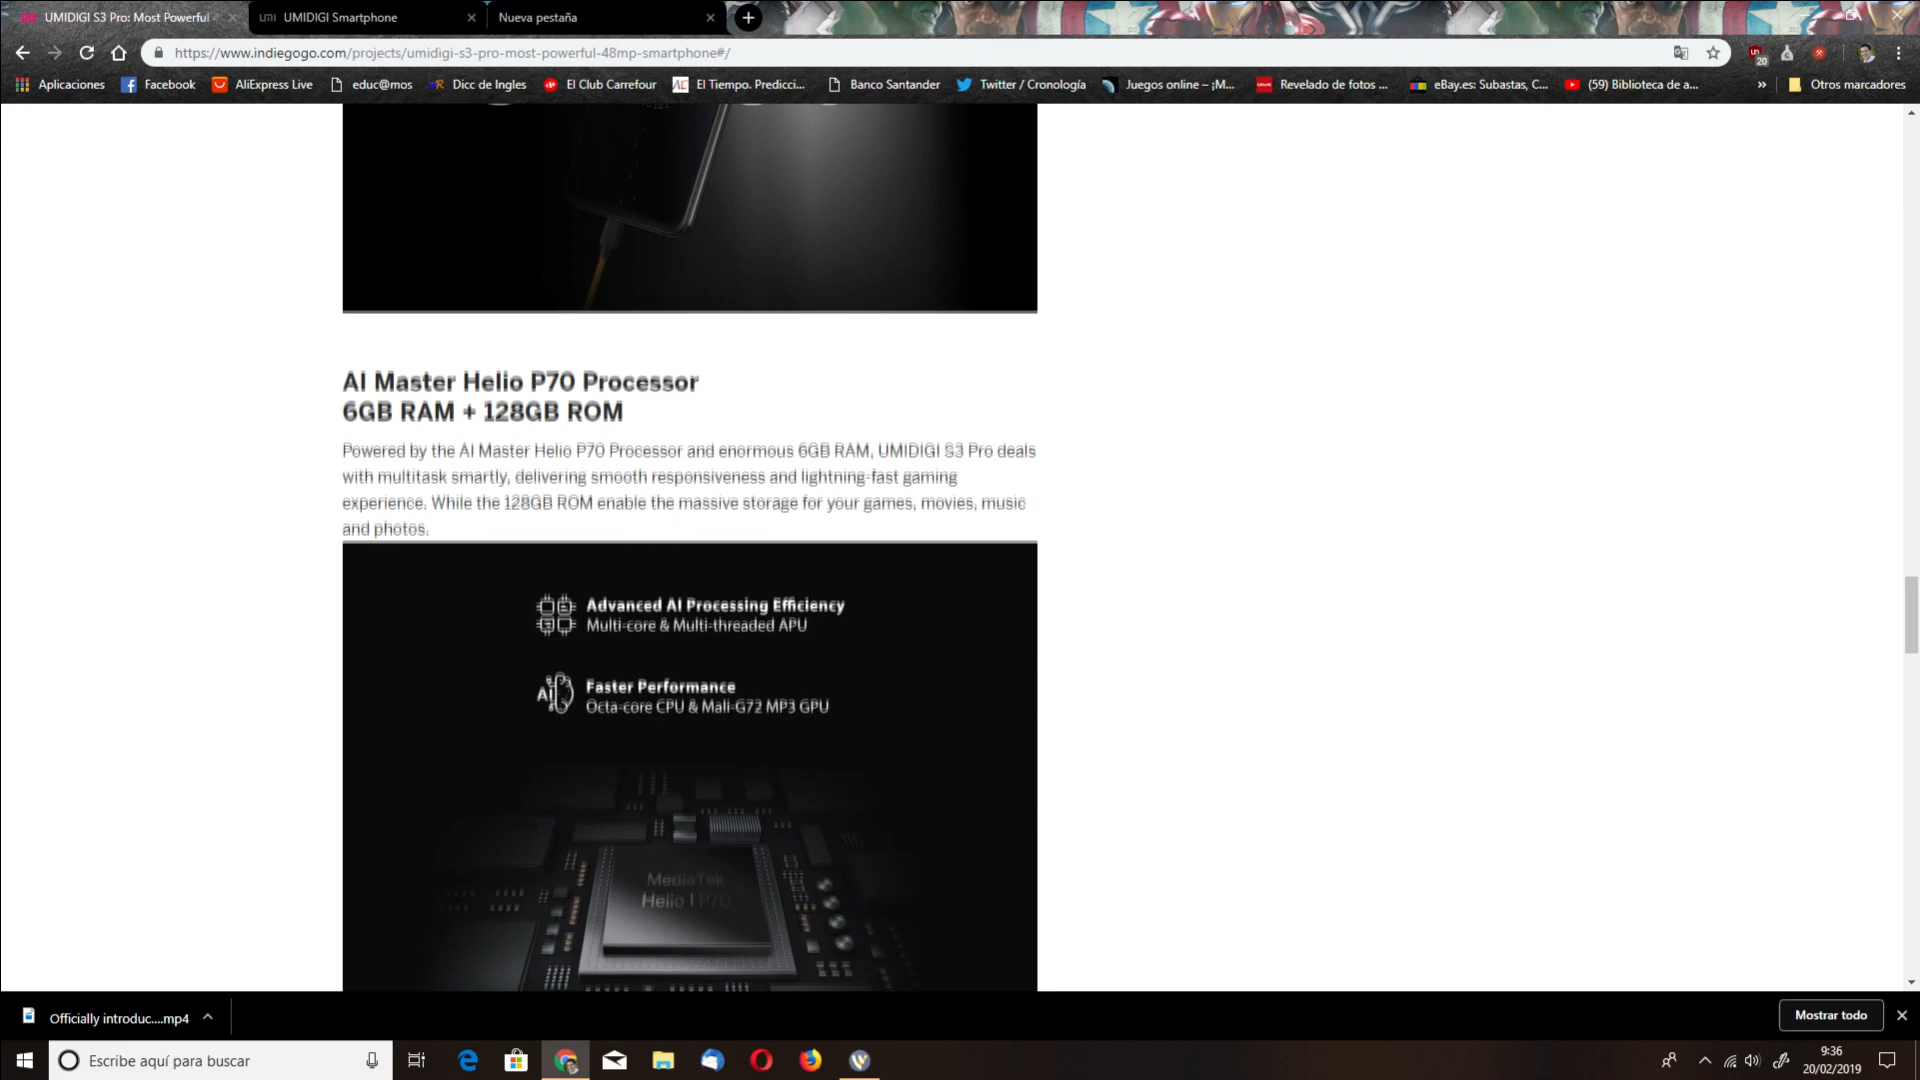 UMIDIGI S3 Pro: Most Powerful
UMIDIGI Smartphone
Nueva pestaña
https://www.indiegogo.com/projects/umidigi-s3-pro-most-powerful-48mp-smartphone#/
20
Aplicaciones
Facebook
AliExpress Live
educ@mos
Dicc de Ingles
El Club Carrefour
El Tiempo. Predicci...
Banco Santander
Twitter / Cronología
Juegos online – ¡M...
Revelado de fotos ...
eBay.es: Subastas, C...
(59) Biblioteca de a...
»
Otros marcadores
AI Master Helio P70 Processor
6GB RAM + 128GB ROM
Powered by the AI Master Helio P70 Processor and enormous 6GB RAM, UMIDIGI S3 Pro deals
with multitask smartly, delivering smooth responsiveness and lightning-fast gaming
experience. While the 128GB ROM enable the massive storage for your games, movies, music
and photos.
Advanced AI Processing Efficiency
Multi-core & Multi-threaded APU
AI
Faster Performance
Octa-core CPU & Mali-G72 MP3 GPU
MediaTek
Helio | P70
Officially introduc....mp4
Mostrar todo
Escribe aquí para buscar
9:36
20/02/2019